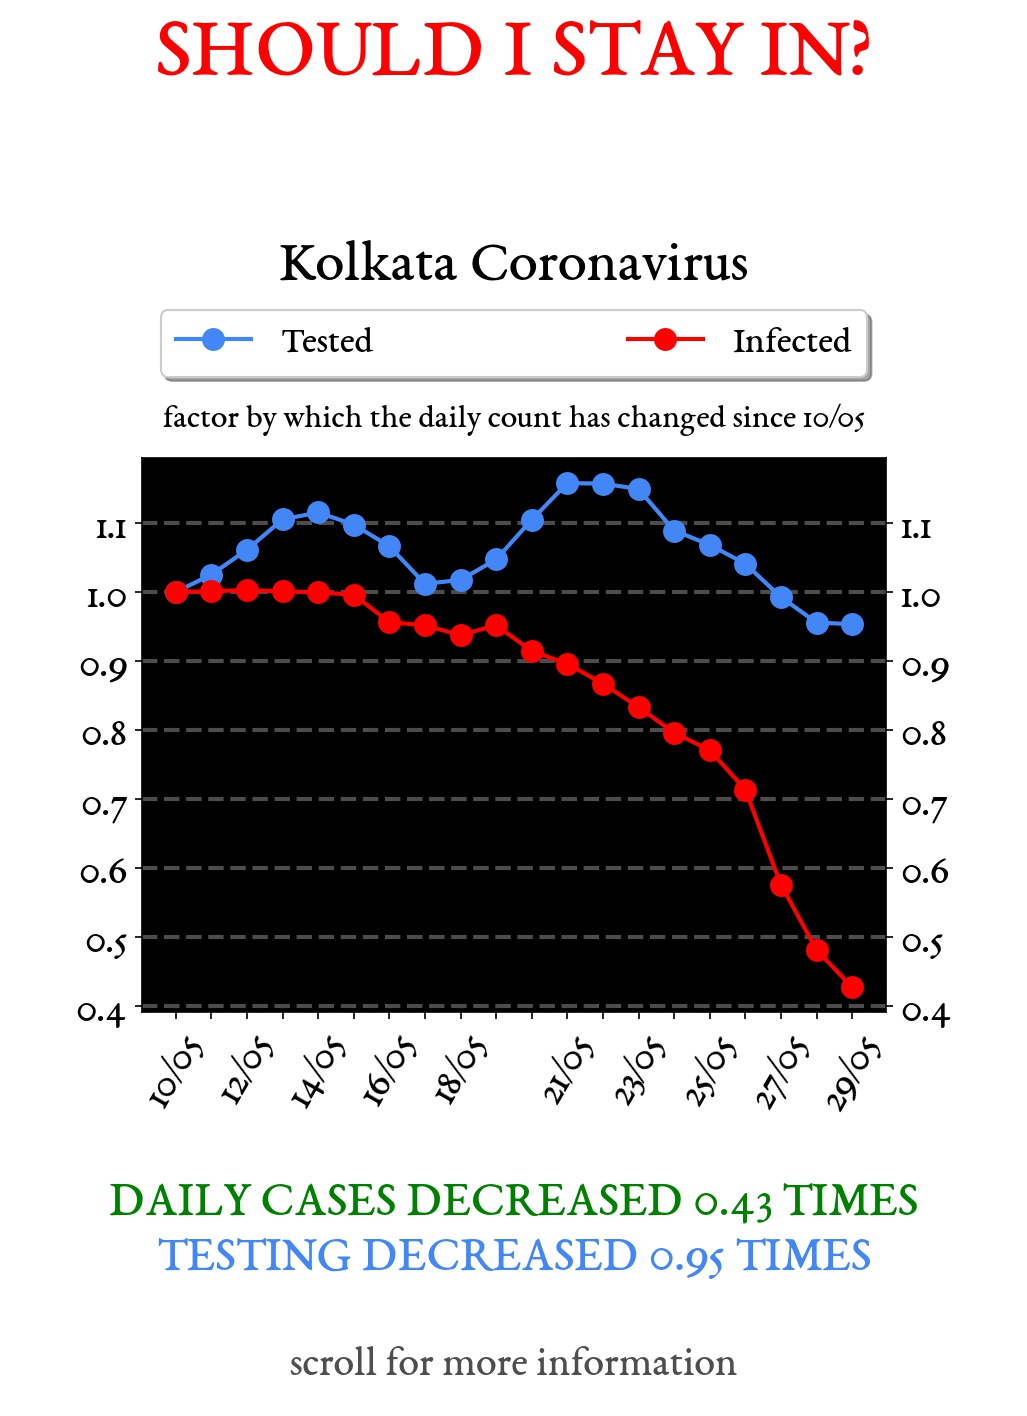 SHOULD I STAY IN?
Kolkata Coronavirus
Tested Infected
factor by which the daily count has changed since 10/05
1.1 1.1
1.0 1.0
0.9 0.9
0.8 0.8
0.7 0.7
0.6 0.6
0.5 0.5
0.4 0.4
10/05 12/05 14/05 16/05 18/05 21/05 23/05 25/05 27/05 29/05
DAILY CASES DECREASED 0.43 TIMES
TESTING DECREASED 0.95 TIMES
scroll for more information